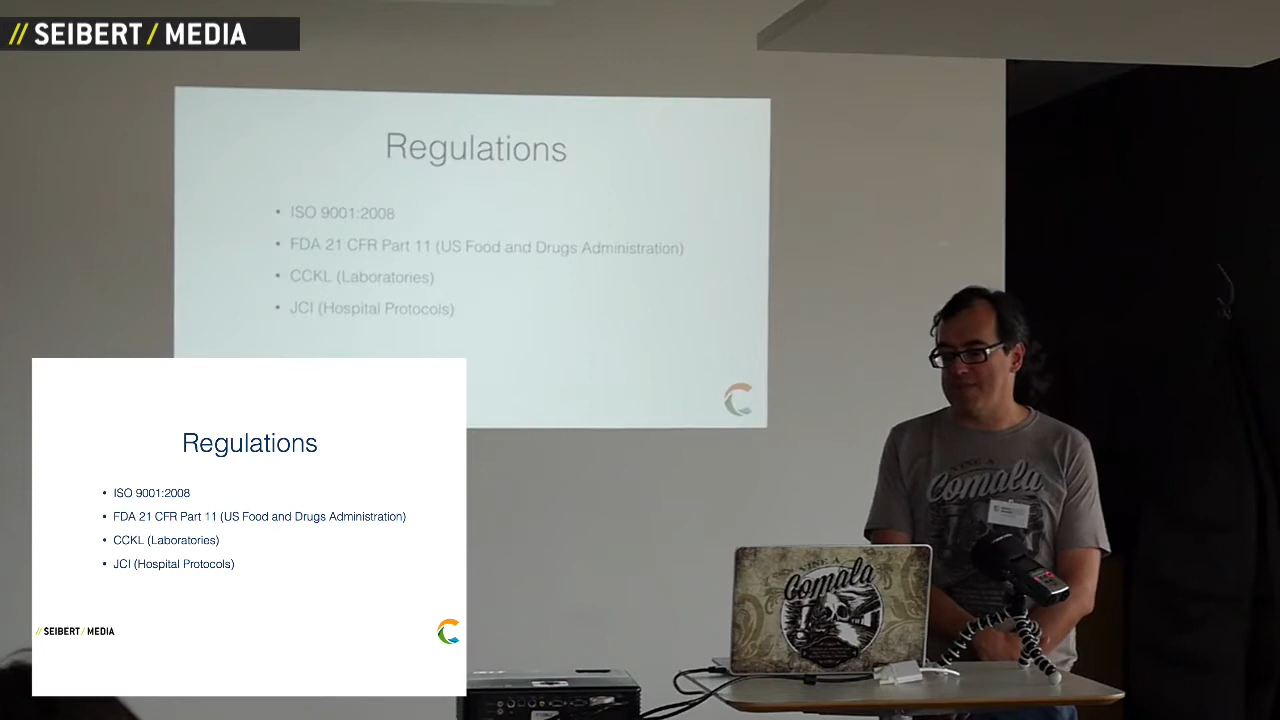 // SEIBERT / MEDIA
Regulations
• ISO 9001:2008
• FDA 21 CFR Part 11 (US Food and Drugs Administration)
• CCKL (Laboratories)
• JCI (Hospital Protocols)
Regulations
• ISO 9001:2008
• FDA 21 CFR Part 11 (US Food and Drugs Administration)
• CCKL (Laboratories)
• JCI (Hospital Protocols)
// SEIBERT / MEDIA
VINE A
Comala
VINE A
Comala